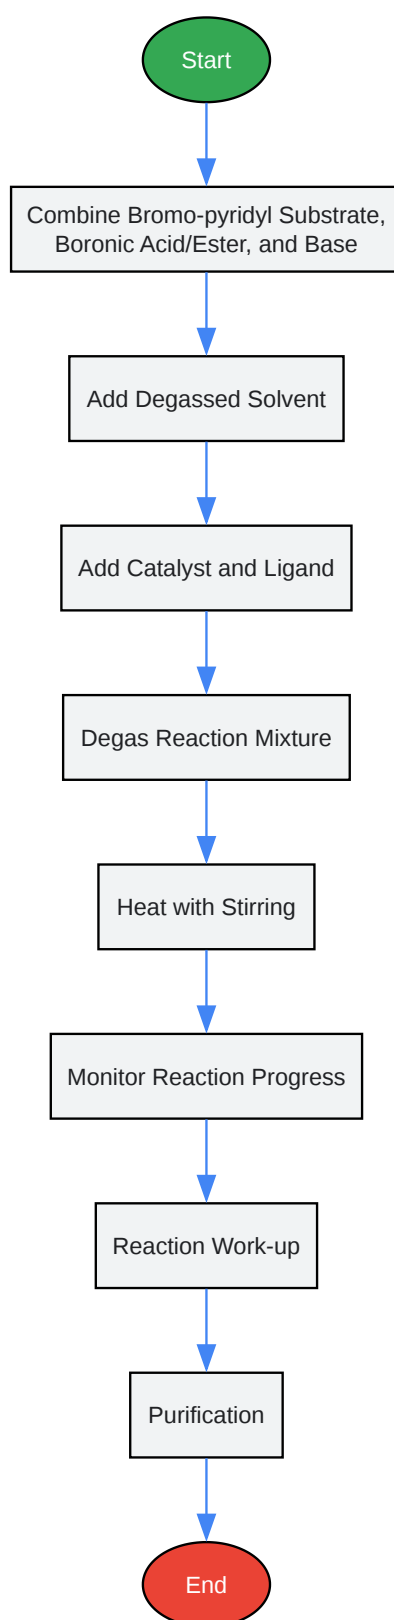 Start
Combine Bromo-pyridyl Substrate,
Boronic Acid/Ester, and Base
Add Degassed Solvent
Add Catalyst and Ligand
Degas Reaction Mixture
Heat with Stirring
Monitor Reaction Progress
Reaction Work-up
Purification
End